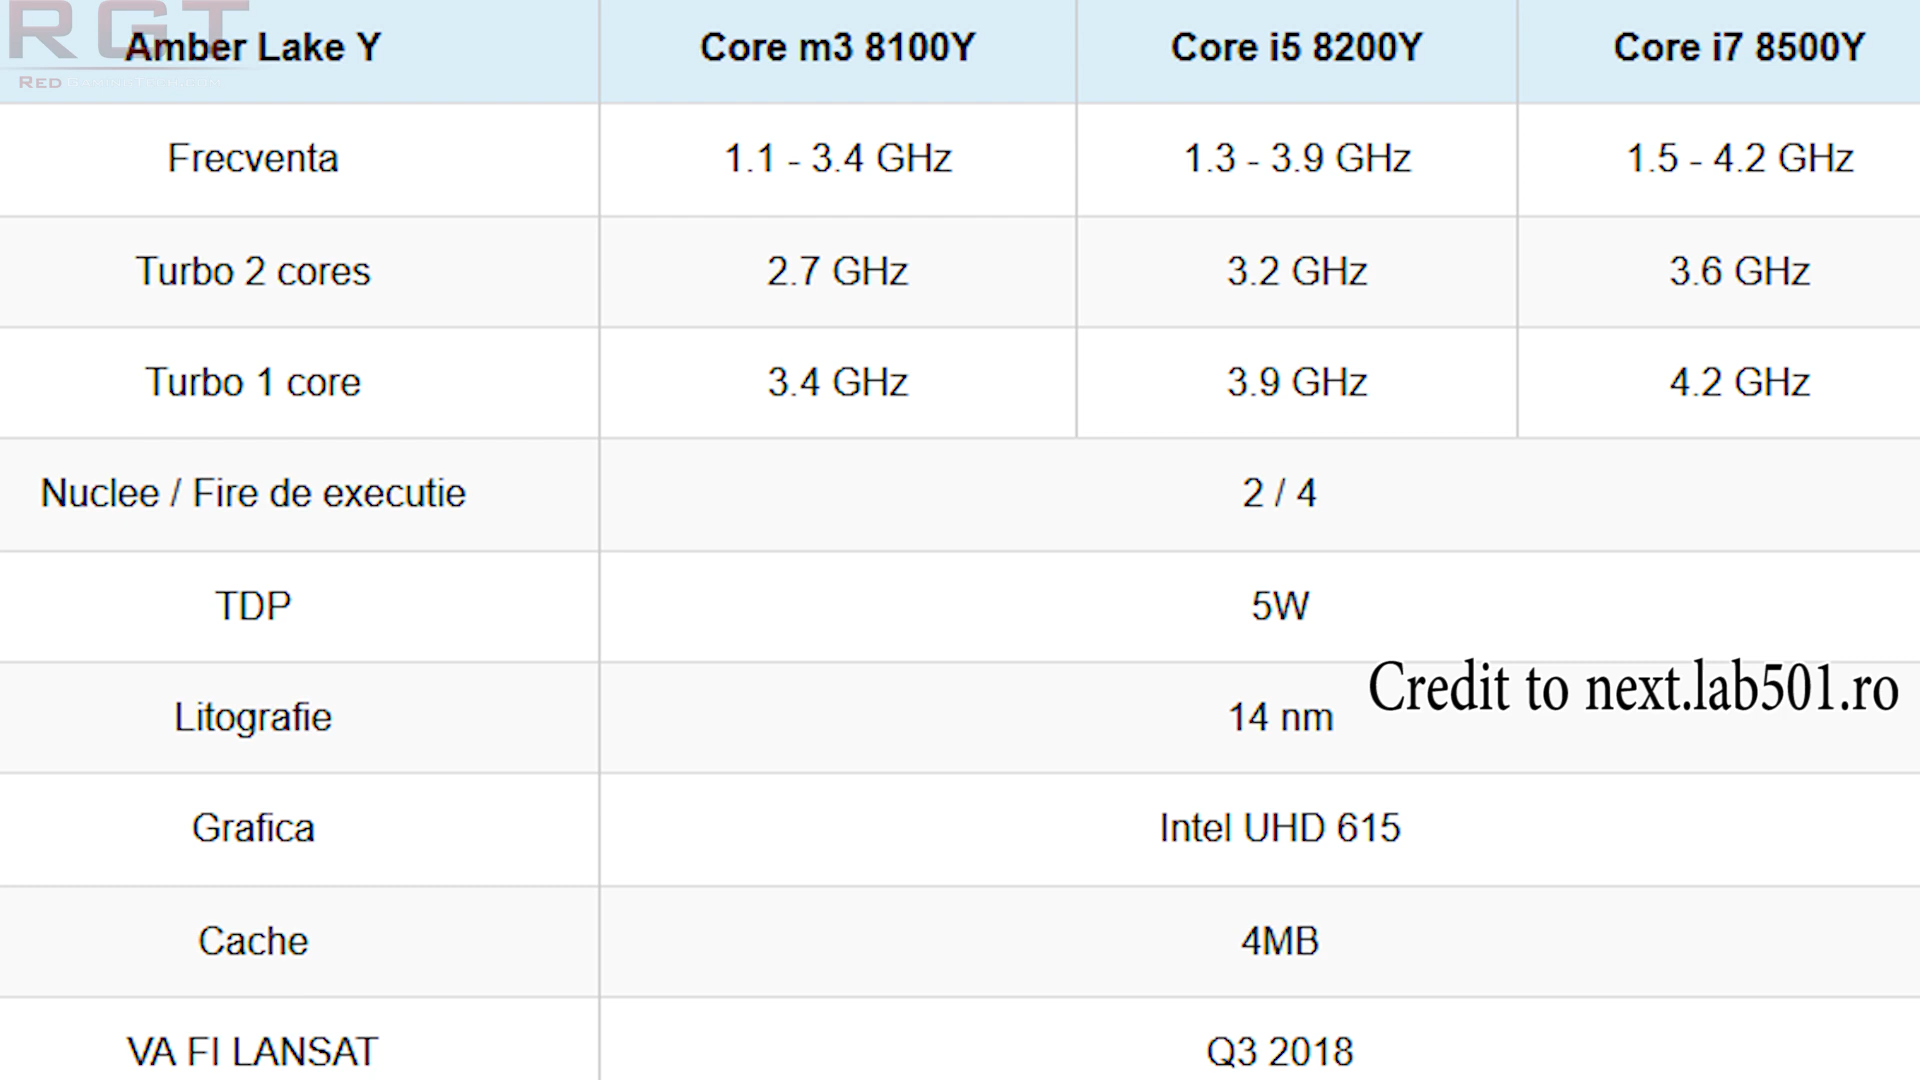 RGT
RED
Amber Lake Y Core m3 8100Y Core i5 8200Y Core i7 8500Y
Frecventa 1.1 - 3.4 GHz 1.3 - 3.9 GHz 1.5 - 4.2 GHz
Turbo 2 cores 2.7 GHz 3.2 GHz 3.6 GHz
Turbo 1 core 3.4 GHz 3.9 GHz 4.2 GHz
Nuclee / Fire de executie 2 / 4
TDP 5W
Credit to next.lab501.ro
Litografie 14 nm
Grafica Intel UHD 615
Cache 4MB
VA FI LANSAT Q3 2018